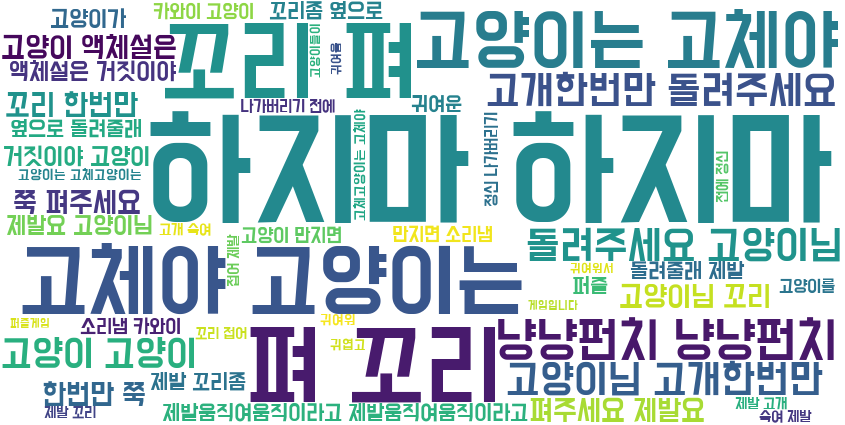 고양이가
카와이 고양이
꼬리좀 옆으로
고양이 액체설은
꼬리 펴
고양이들이
귀여움
고양이는 고체야
액체설은 거짓이야
고개한번만 돌려주세요
꼬리 한번만
나가버리기 전에
귀여운
옆으로 돌려줄래
하지마 하지마
고체고양이는 고체야
정신 나가버리기
전에 정신
거짓이야 고양이
고양이는 고체고양이는
쭉 펴주세요
제발요 고양이님
고개 숙여
접어 제발
고양이 만지면
만지면 소리냄
돌려주세요 고양이님
고체야 고양이는
귀여워서
돌려줄래 제발
퍼즐
고양이님 꼬리
고양이를
게임입니다
퍼즐게임
소리냄 카와이
꼬리 접어
귀여워
귀엽고
고양이 고양이
펴 꼬리
냥냥펀치 냥냥펀치
한번만 쭉
제발 꼬리좀
고양이님 고개한번만
제발 꼬리
제발움직여움직이라고 제발움직여움직이라고
펴주세요 제발요
제발 고개
숙여 제발